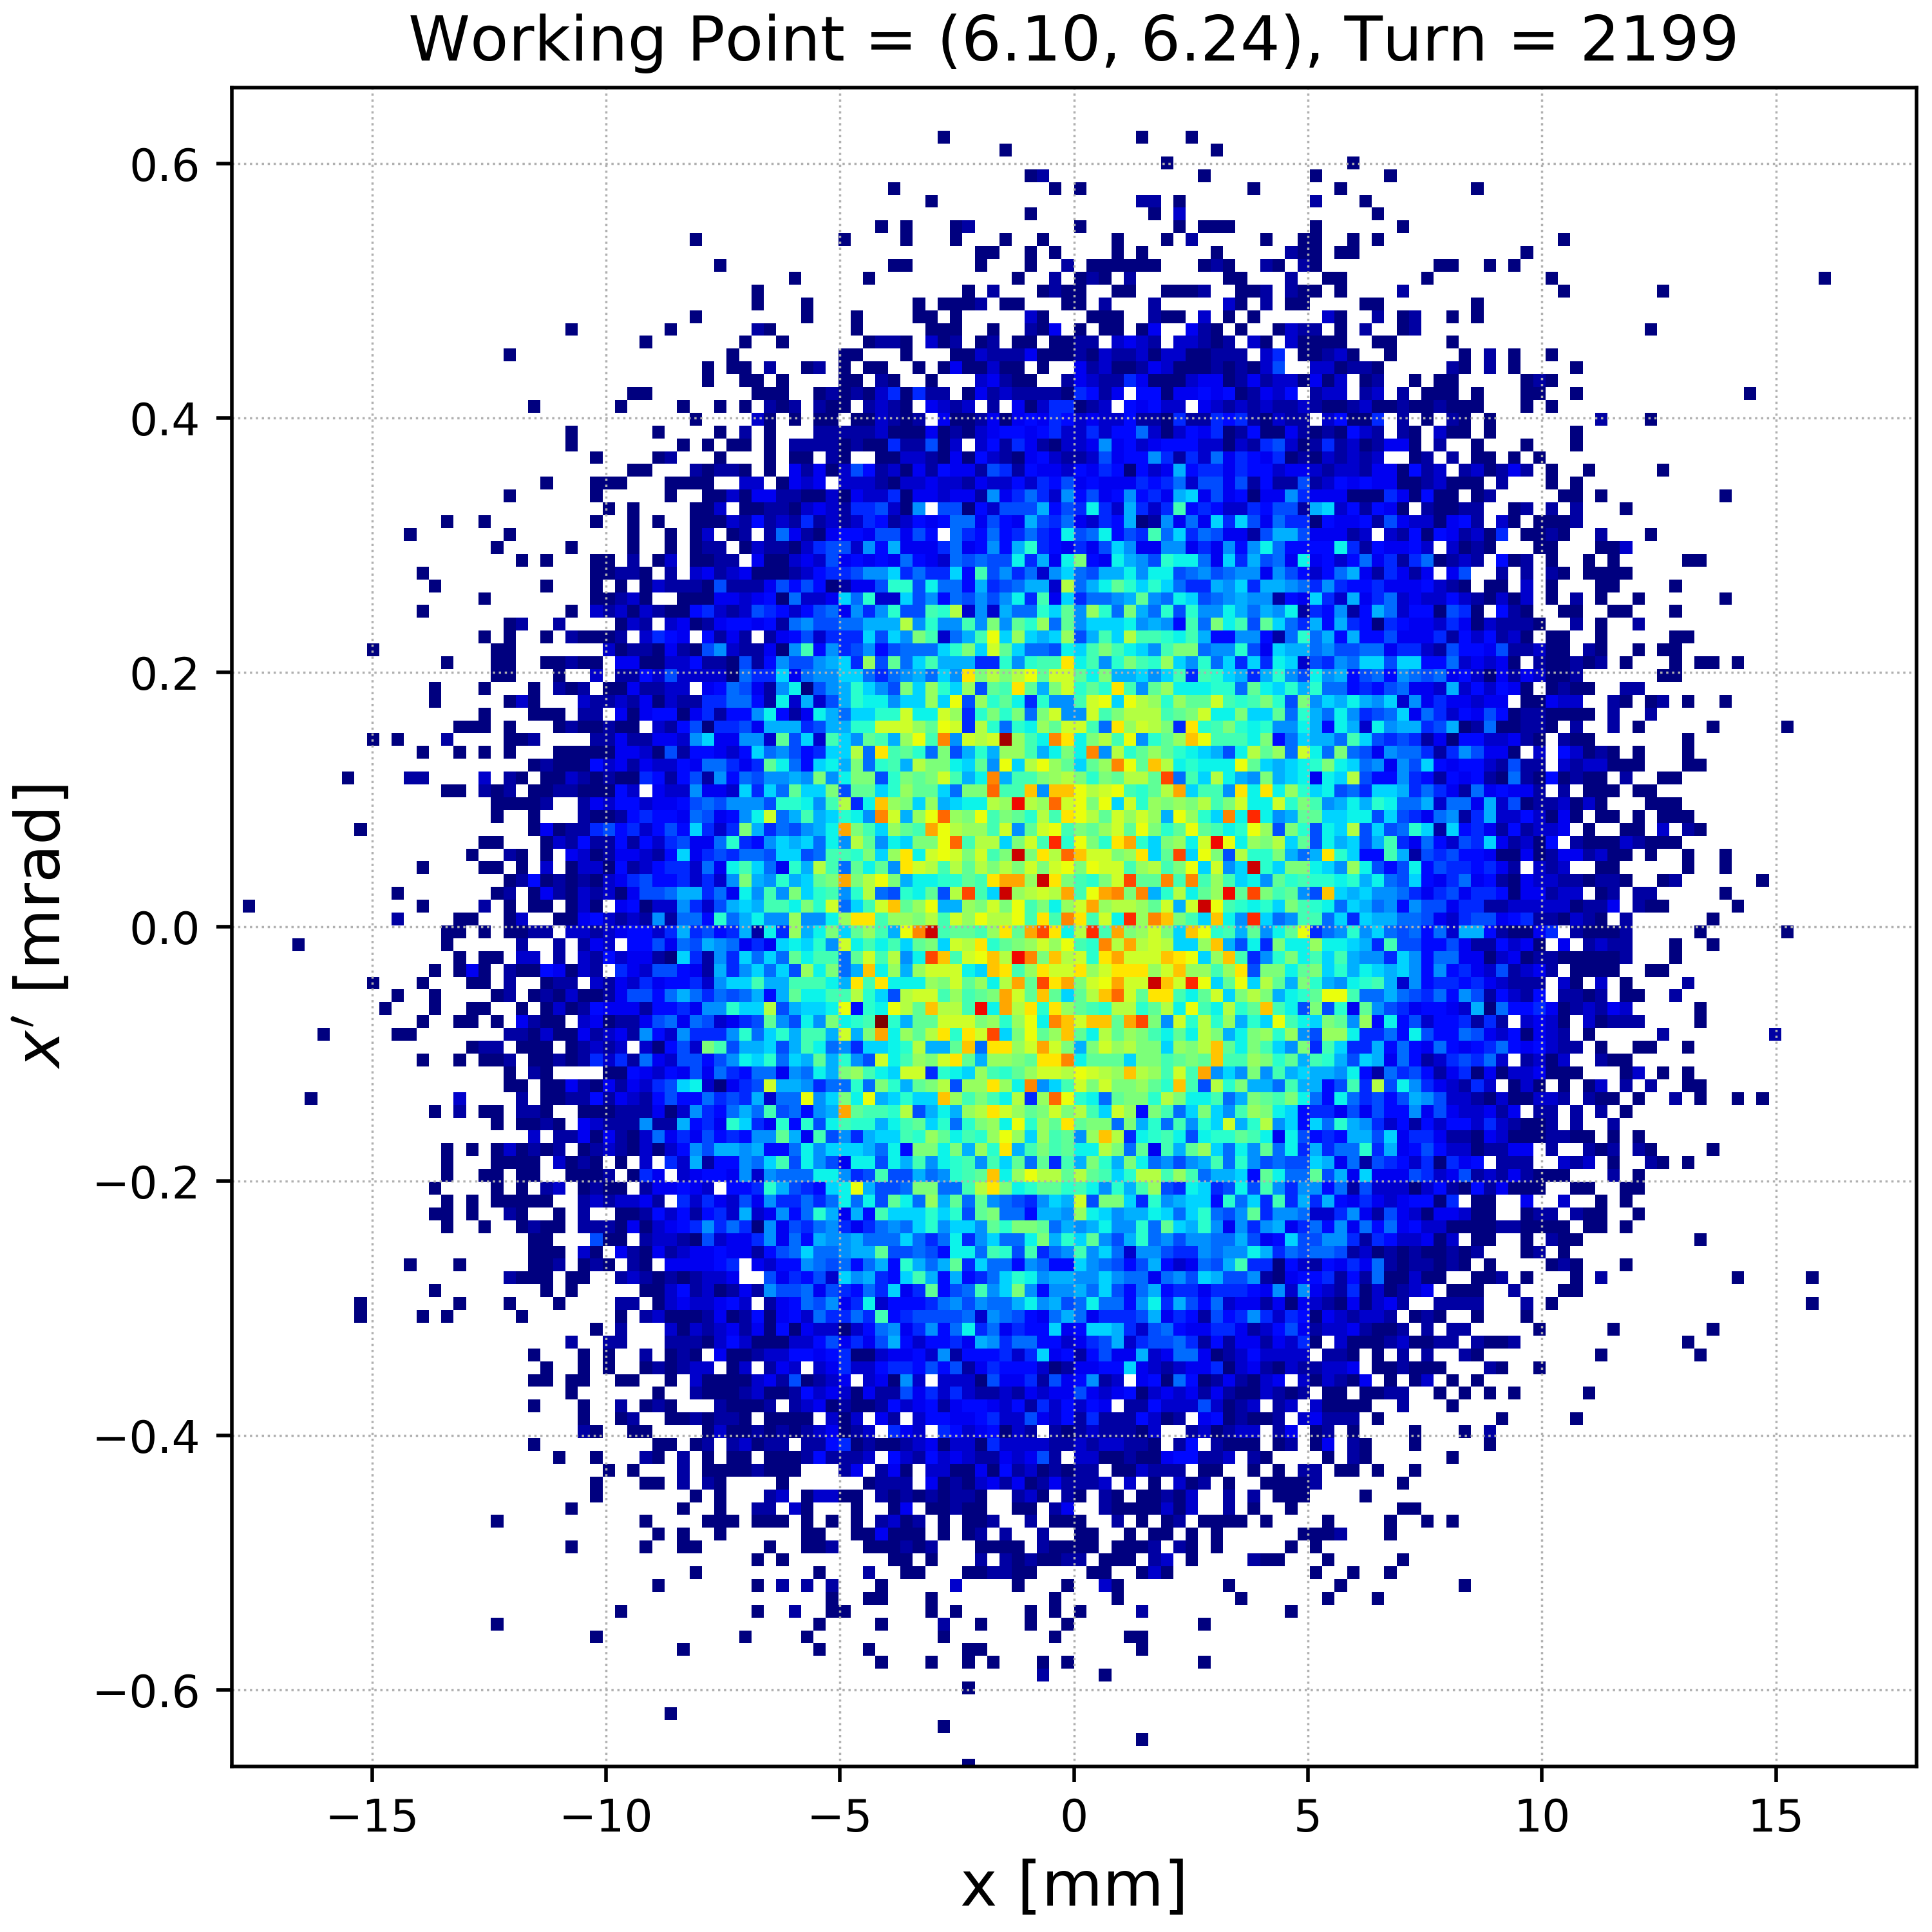 Working Point = (6.10, 6.24), Turn = 2199
0.6
0.4
0.2
0.0
−0.2
−0.4
−0.6
x′ [mrad]
−15 −10 −5 0 5 10 15
x [mm]